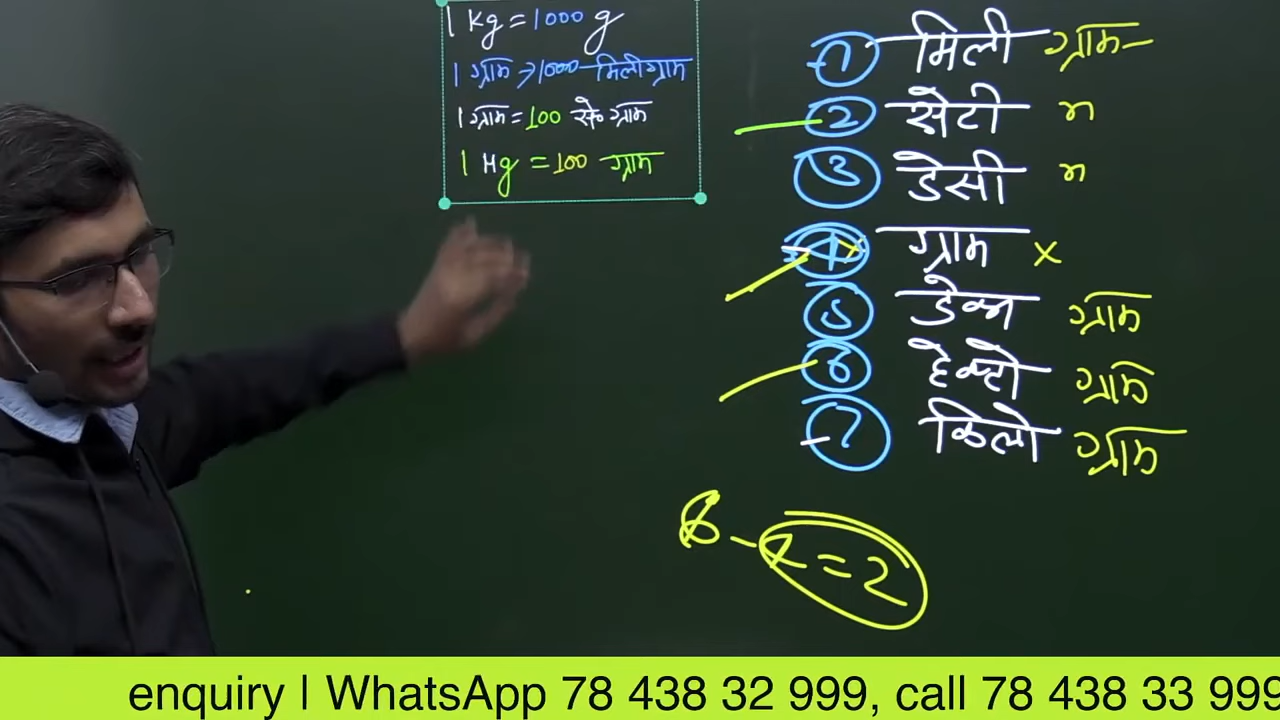 1 Kg = 1000 g
1 ग्राम → 1000 मिलीग्राम
1 ग्राम = 100 से० ग्राम
1 Hg = 100 ग्राम
1 मिली ग्राम -
2 सेटी "
3 डेसी "
4 ग्राम x
5 डेका ग्राम
6 हेक्टो ग्राम
7 किलो ग्राम
6 - 4 = 2
enquiry | WhatsApp 78 438 32 999, call 78 438 33 999